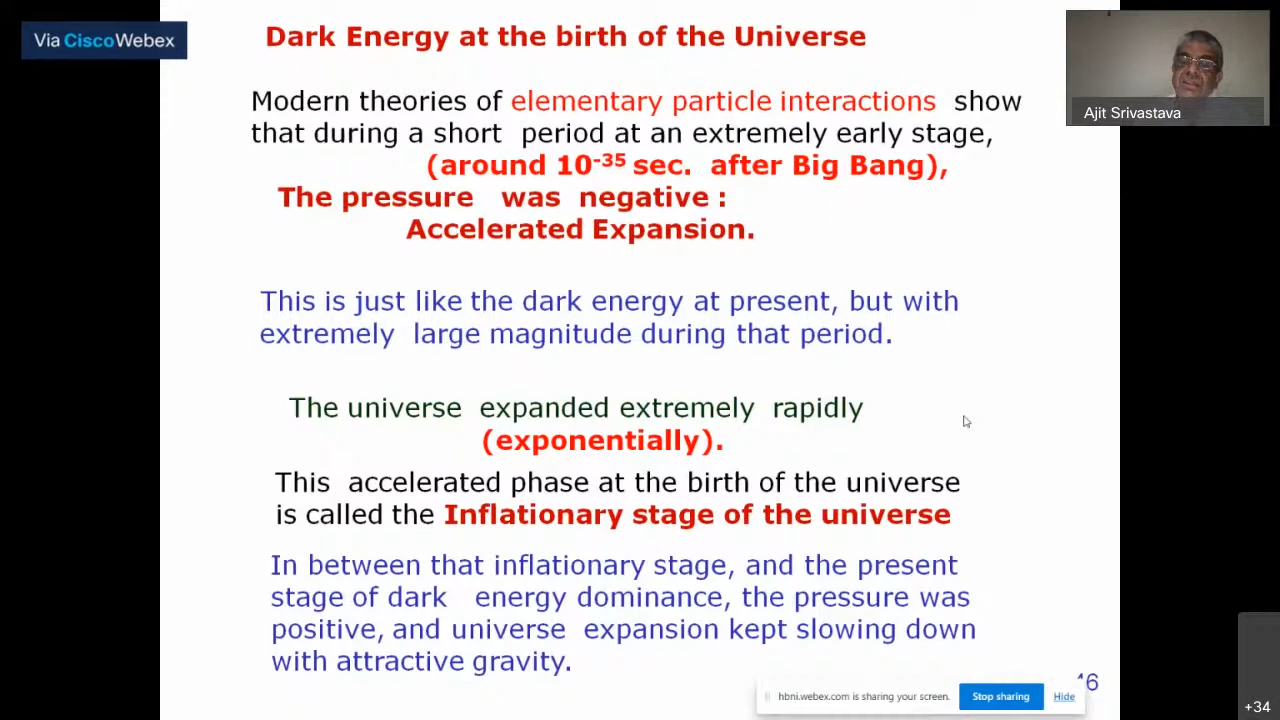 Via CiscoWebex
Dark Energy at the birth of the Universe
Ajit Srivastava
Modern theories of elementary particle interactions show
that during a short period at an extremely early stage,
(around 10⁻³⁵ sec. after Big Bang),
The pressure was negative :
Accelerated Expansion.
This is just like the dark energy at present, but with
extremely large magnitude during that period.
The universe expanded extremely rapidly
(exponentially).
This accelerated phase at the birth of the universe
is called the Inflationary stage of the universe
In between that inflationary stage, and the present
stage of dark energy dominance, the pressure was
positive, and universe expansion kept slowing down
with attractive gravity.
hbni.webex.com is sharing your screen. Stop sharing Hide
+34